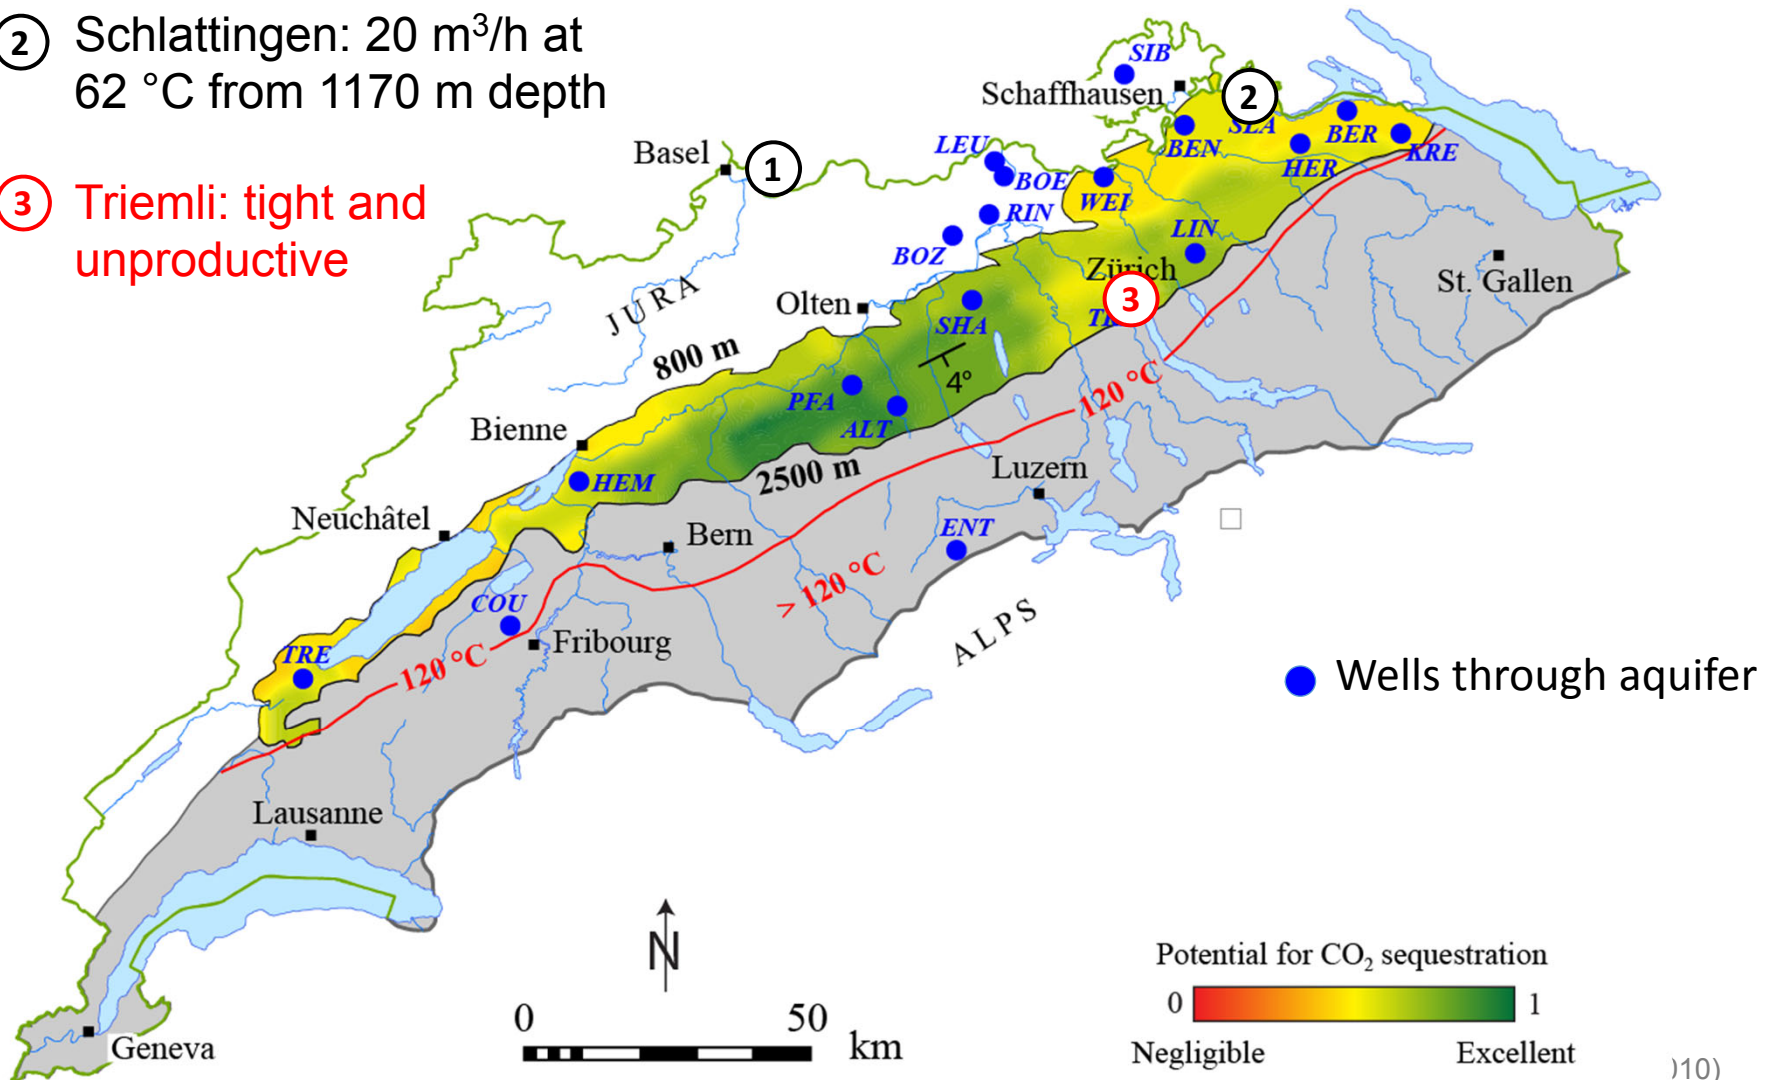 2 Schlattingen: 20 m³/h at
62 °C from 1170 m depth
3 Triemli: tight and
unproductive
SIB
Schaffhausen
2
SLA
BEN
BER
KRE
HER
Basel
1
LEU
BOE
WEI
RIN
BOZ
LIN
Zürich
3
St. Gallen
JURA
Olten
SHA
4°
800 m
120 °C
PFA
ALT
Bienne
2500 m
Luzern
HEM
Neuchâtel
Bern
ENT
> 120 °C
COU
Fribourg
ALPS
TRE
120 °C
Wells through aquifer
Lausanne
Geneva
N
0 50
km
Potential for CO₂ sequestration
0 1
Negligible Excellent
010)